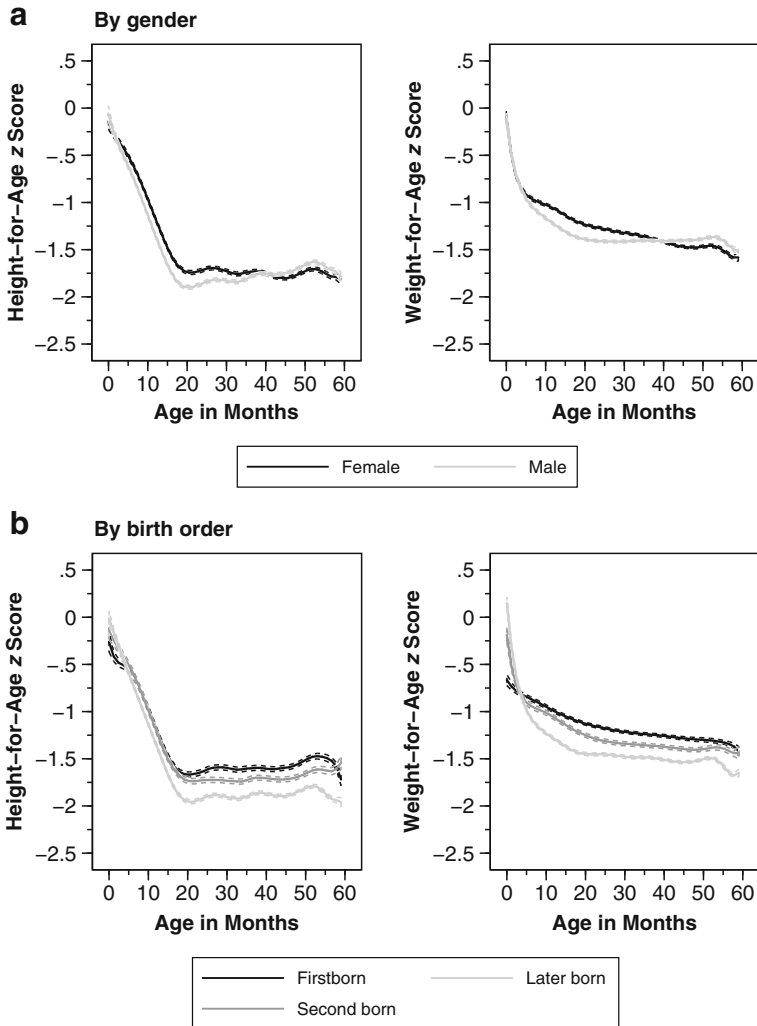 a By gender
Height–for–Age z Score
.5
0
−.5
−1
−1.5
−2
−2.5
0 10 20 30 40 50 60
Age in Months
Weight–for–Age z Score
.5
0
−.5
−1
−1.5
−2
−2.5
0 10 20 30 40 50 60
Age in Months
Female Male
b By birth order
Height–for–Age z Score
.5
0
−.5
−1
−1.5
−2
−2.5
0 10 20 30 40 50 60
Age in Months
Weight–for–Age z Score
.5
0
−.5
−1
−1.5
−2
−2.5
0 10 20 30 40 50 60
Age in Months
Firstborn Later born
Second born